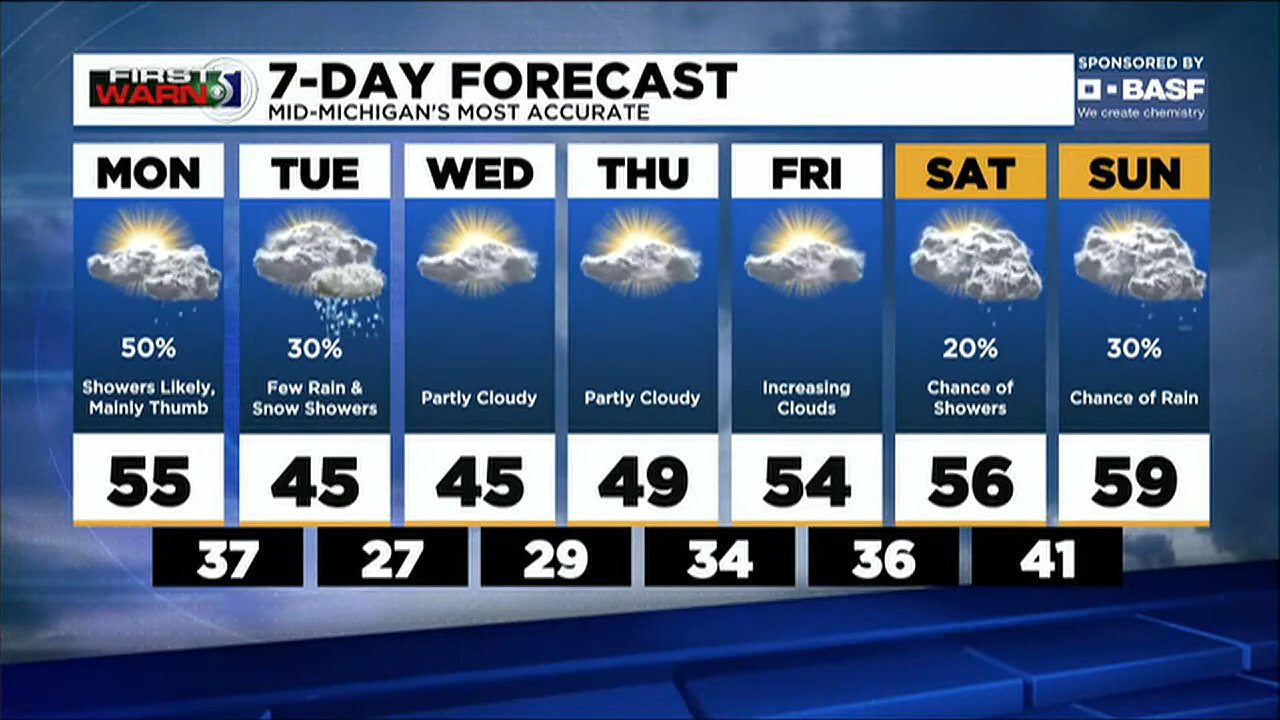 FIRST
WARN 5
7-DAY FORECAST
MID-MICHIGAN'S MOST ACCURATE
SPONSORED BY
BASF
We create chemistry
MON TUE WED THU FRI SAT SUN
50% 30% 20% 30%
Showers Likely,
Mainly Thumb
Few Rain &
Snow Showers
Partly Cloudy
Partly Cloudy
Increasing
Clouds
Chance of
Showers
Chance of Rain
55 45 45 49 54 56 59
37 27 29 34 36 41